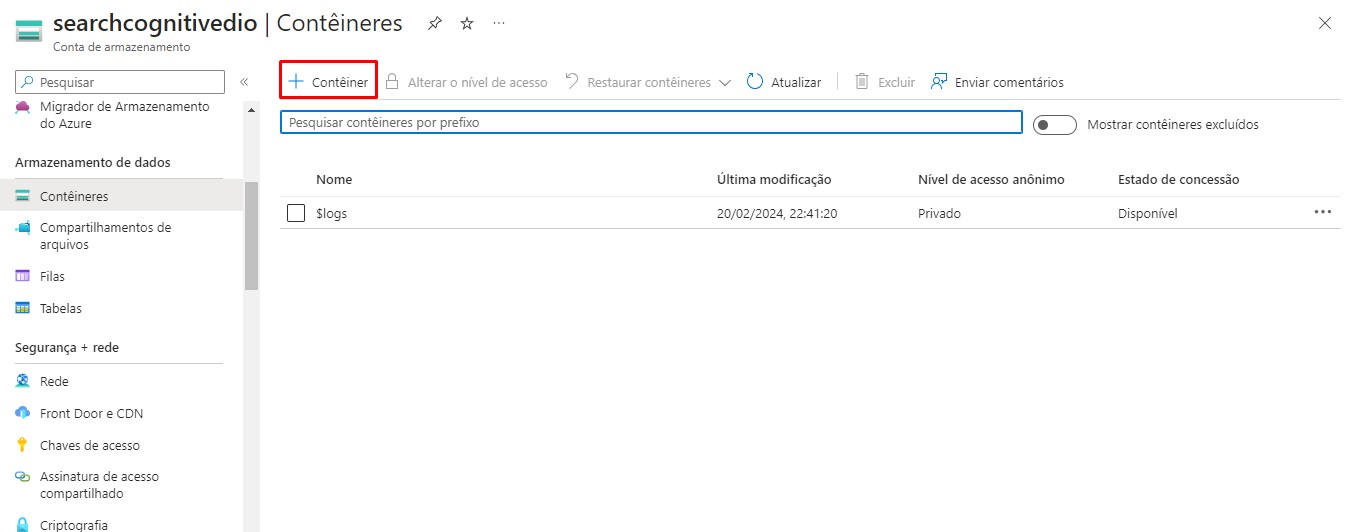 searchcognitivedio | Contêineres
Conta de armazenamento
Pesquisar
Migrador de Armazenamento
do Azure
Armazenamento de dados
Contêineres
Compartilhamentos de
arquivos
Filas
Tabelas
Segurança + rede
Rede
Front Door e CDN
Chaves de acesso
Assinatura de acesso
compartilhado
Criptografia
Contêiner Alterar o nível de acesso Restaurar contêineres Atualizar Excluir Enviar comentários
Pesquisar contêineres por prefixo Mostrar contêineres excluídos
Nome Última modificação Nível de acesso anônimo Estado de concessão
$logs 20/02/2024, 22:41:20 Privado Disponível